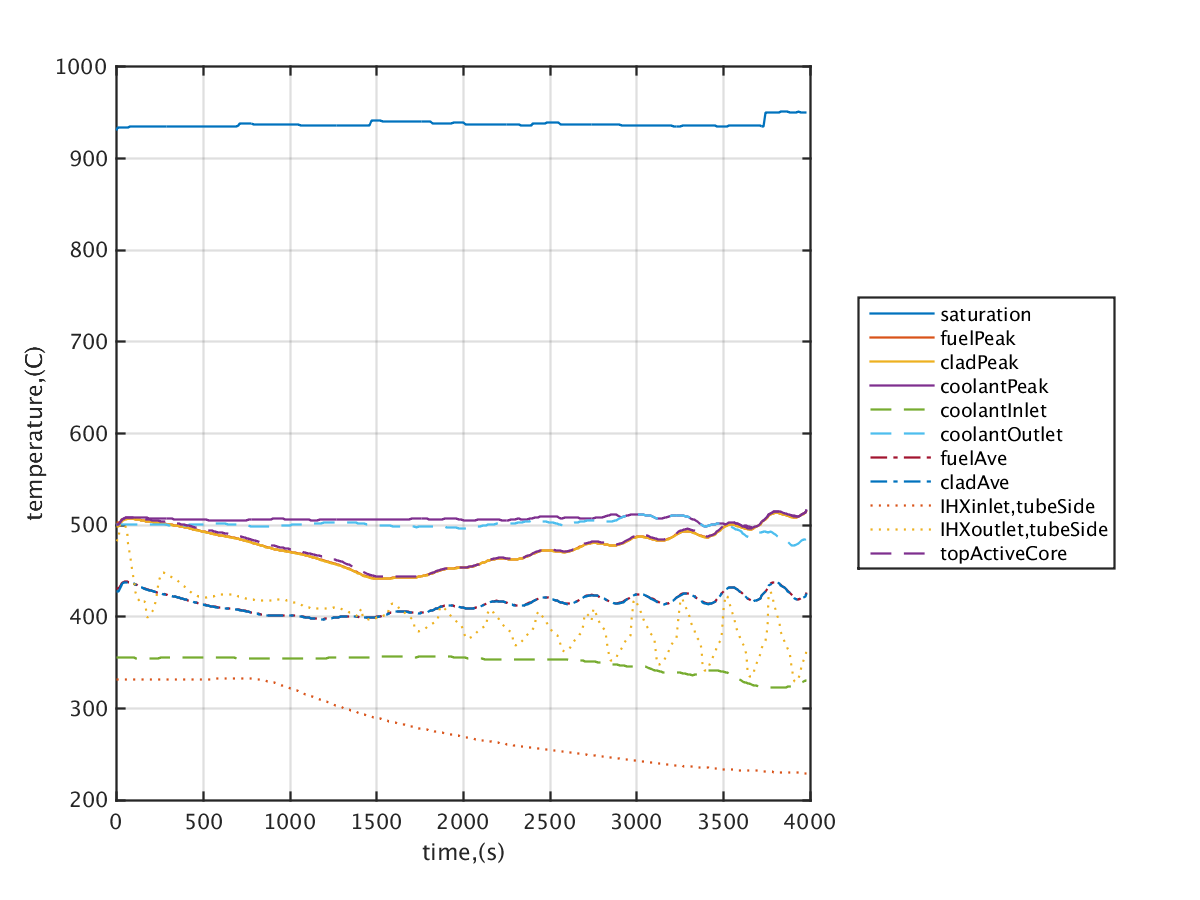 1000
900
800
700
600
500
400
300
200
temperature,(C)
0 500 1000 1500 2000 2500 3000 3500 4000
time,(s)
saturation
fuelPeak
cladPeak
coolantPeak
coolantInlet
coolantOutlet
fuelAve
cladAve
IHXinlet,tubeSide
IHXoutlet,tubeSide
topActiveCore